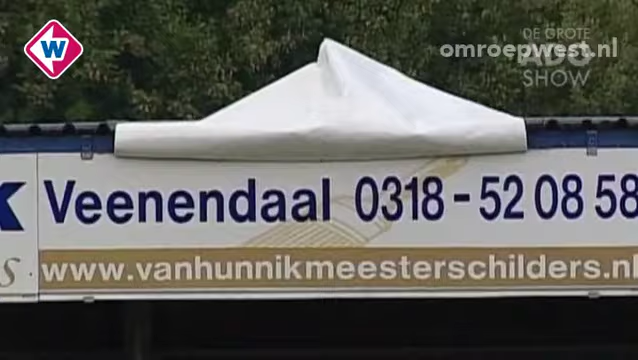 W
DE GROTE
ADO
SHOW
omroepwest.nl
K
Veenendaal 0318-52 08 58
s . www.vanhunnikmeesterschilders.nl